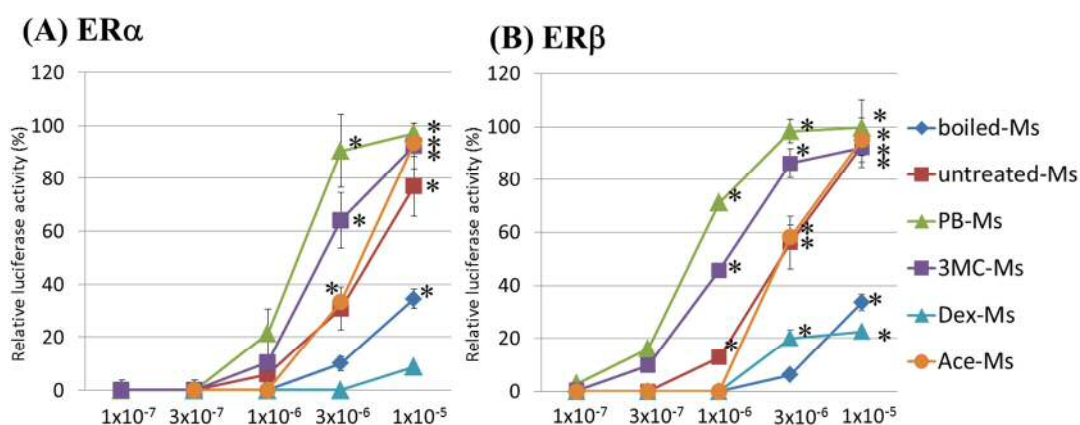 (A) ERα
120
100
80
60
40
20
0
Relative luciferase activity (%)
* * * * * * * *
1x10⁻⁷ 3x10⁻⁷ 1x10⁻⁶ 3x10⁻⁶ 1x10⁻⁵
(B) ERβ
120
100
80
60
40
20
0
Relative luciferase activity (%)
* * * * * * * * * * * * * *
1x10⁻⁷ 3x10⁻⁷ 1x10⁻⁶ 3x10⁻⁶ 1x10⁻⁵
boiled-Ms
untreated-Ms
PB-Ms
3MC-Ms
Dex-Ms
Ace-Ms